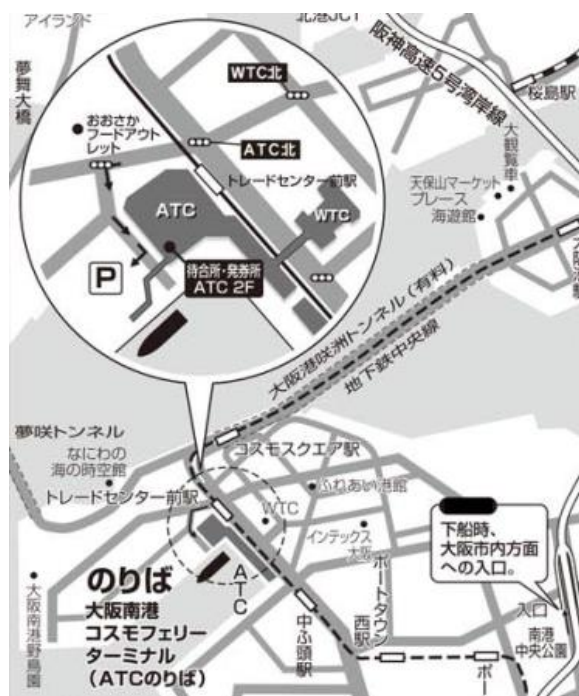 アイランド
北港JCT
阪神高速5号湾岸線
桜島駅
夢舞大橋
WTC北
おおさか
フードアウト
レット
ATC北
大観覧車
トレードセンター前駅
天保山マーケット
プレース
海遊館
ATC
WTC
P
待合所・発券所
ATC 2F
大阪港咲洲トンネル(有料)
地下鉄中央線
夢咲トンネル
コスモスクエア駅
なにわの
海の時空館
ふれあい港館
トレードセンター前駅
WTC
インテックス
大阪
下船時、
大阪市内方面
への入口。
のりば
大阪南港
コスモフェリー
ターミナル
(ATCのりば)
ATC
大阪南港野鳥園
中ふ頭駅
ポートタウン
西駅
入口
南港
中央公園
ポー